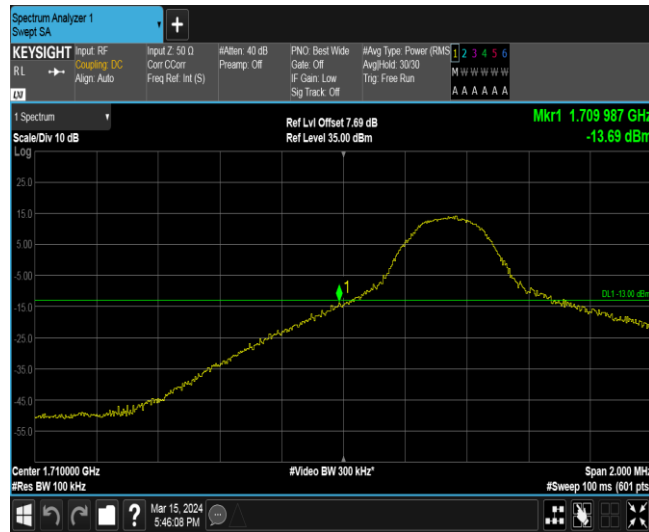 Spectrum Analyzer 1
Swept SA
+
KEYSIGHT
RL
LXI
Input: RF
Coupling: DC
Align: Auto
Input Z: 50 Ω
Corr CCorr
Freq Ref: Int (S)
#Atten: 40 dB
Preamp: Off
PNO: Best Wide
Gate: Off
IF Gain: Low
Sig Track: Off
#Avg Type: Power (RMS
Avg|Hold: 30/30
Trig: Free Run
1 2 3 4 5 6
M W W W W W
A A A A A A
1 Spectrum
Scale/Div 10 dB
Log
Ref Lvl Offset 7.69 dB
Ref Level 35.00 dBm
Mkr1 1.709 987 GHz
-13.69 dBm
25.0
15.0
5.00
-5.00
-15.0
-25.0
-35.0
-45.0
-55.0
1
DL1 -13.00 dBm
Center 1.710000 GHz
#Res BW 100 kHz
#Video BW 300 kHz*
Span 2.000 MHz
#Sweep 100 ms (601 pts
?
Mar 15, 2024
5:46:08 PM